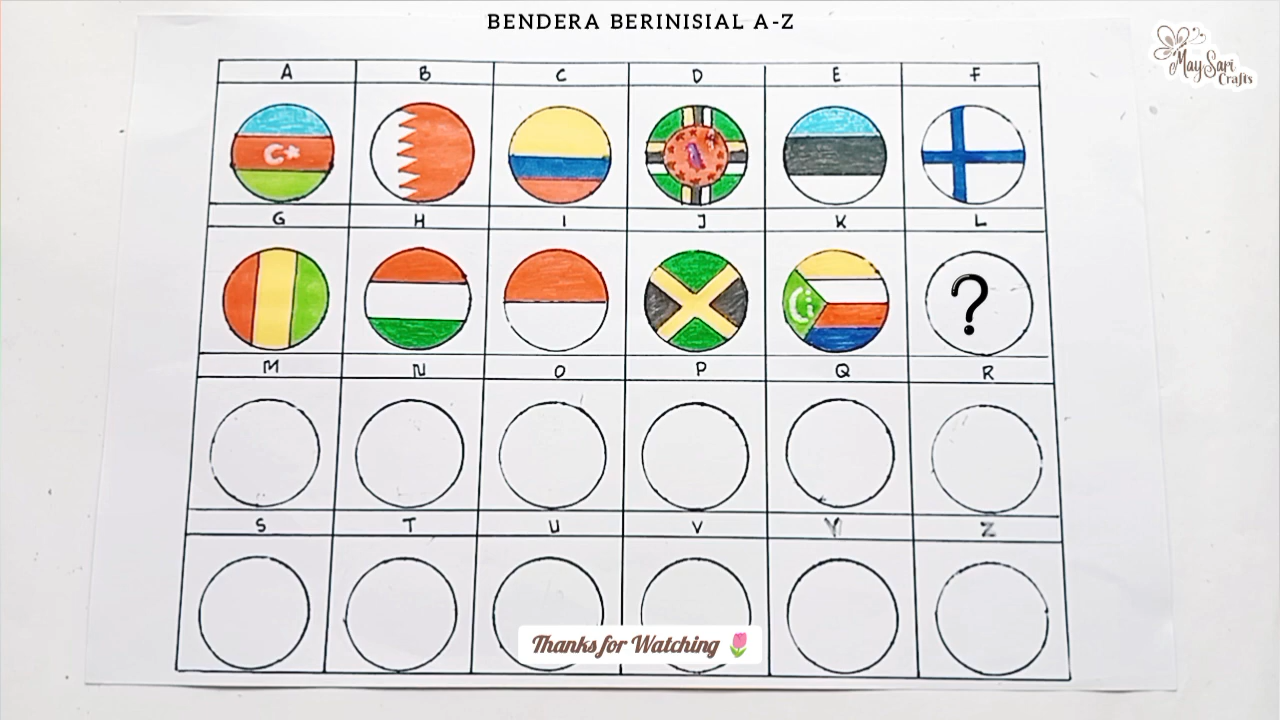 BENDERA BERINISIAL A-Z
May Sari
Crafts
A B C D E F
G H I J K L
?
M N O P Q R
S T U V Y Z
Thanks for Watching